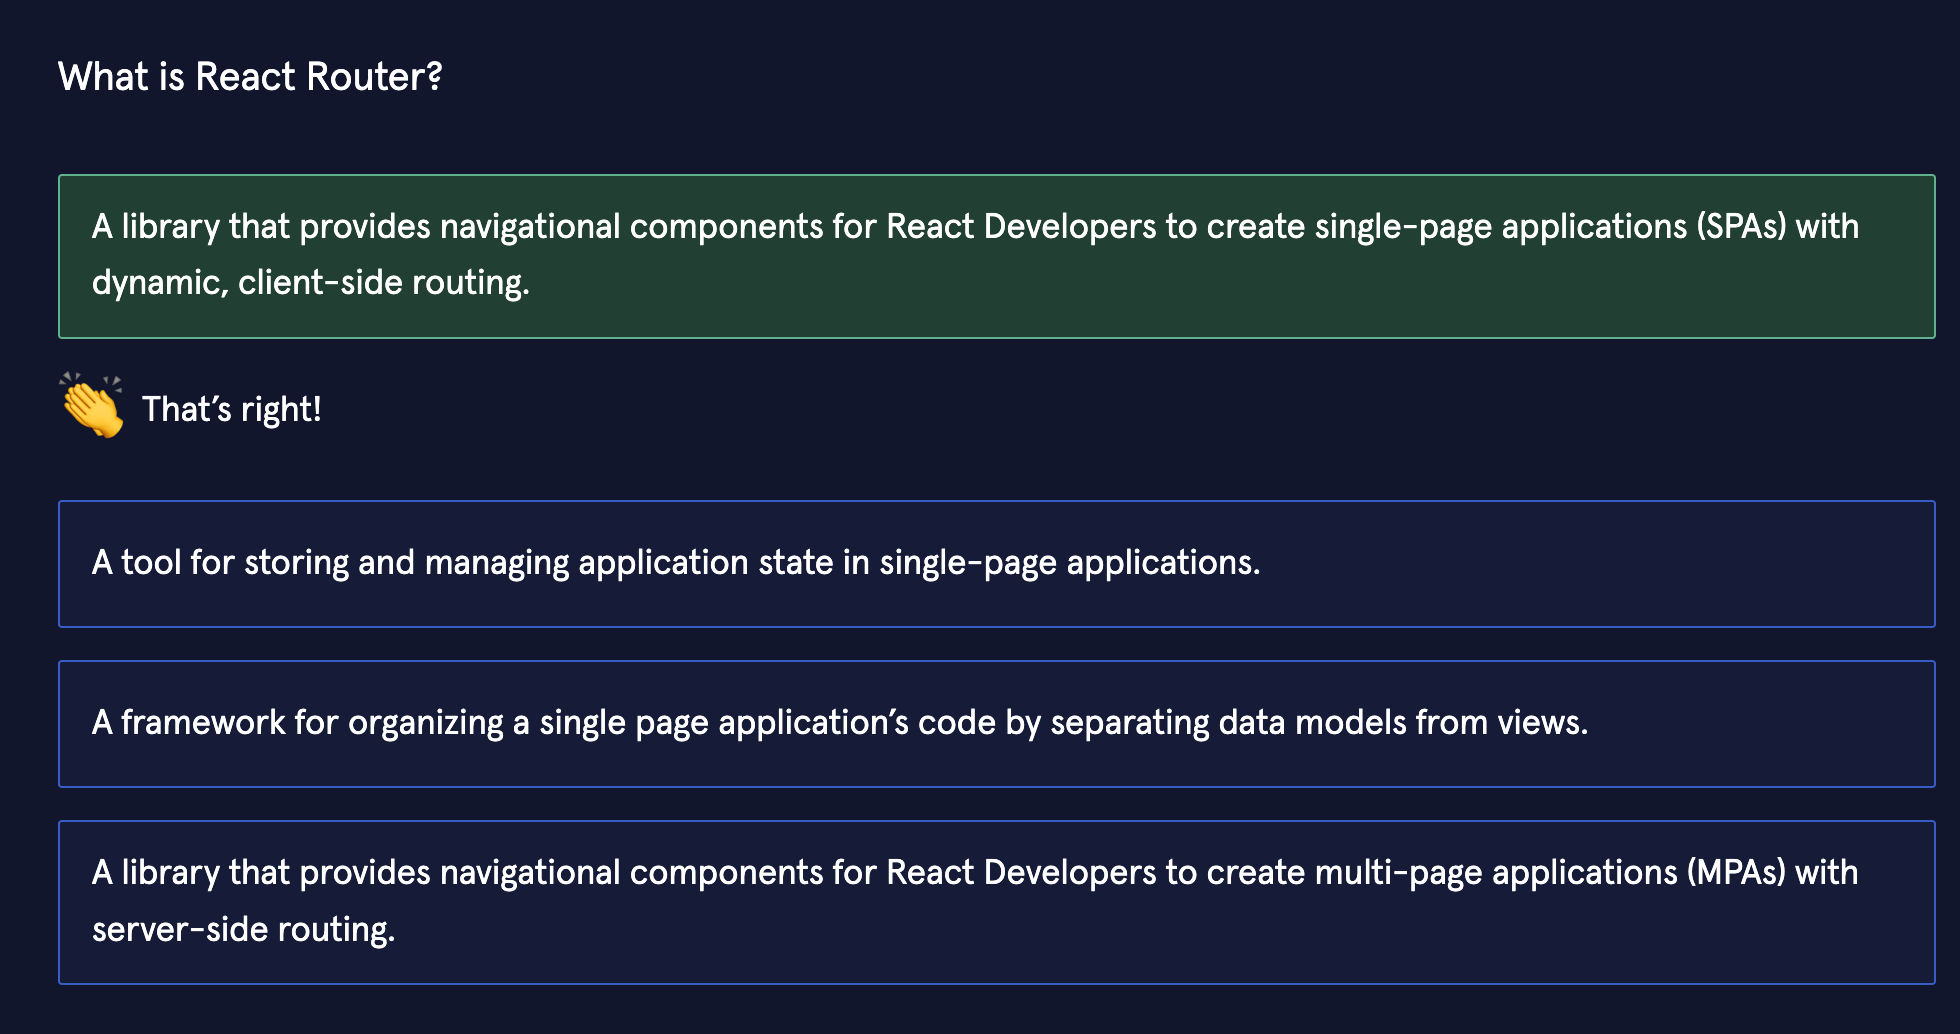 What is React Router?
A library that provides navigational components for React Developers to create single-page applications (SPAs) with
dynamic, client-side routing.
That’s right!
A tool for storing and managing application state in single-page applications.
A framework for organizing a single page application’s code by separating data models from views.
A library that provides navigational components for React Developers to create multi-page applications (MPAs) with
server-side routing.